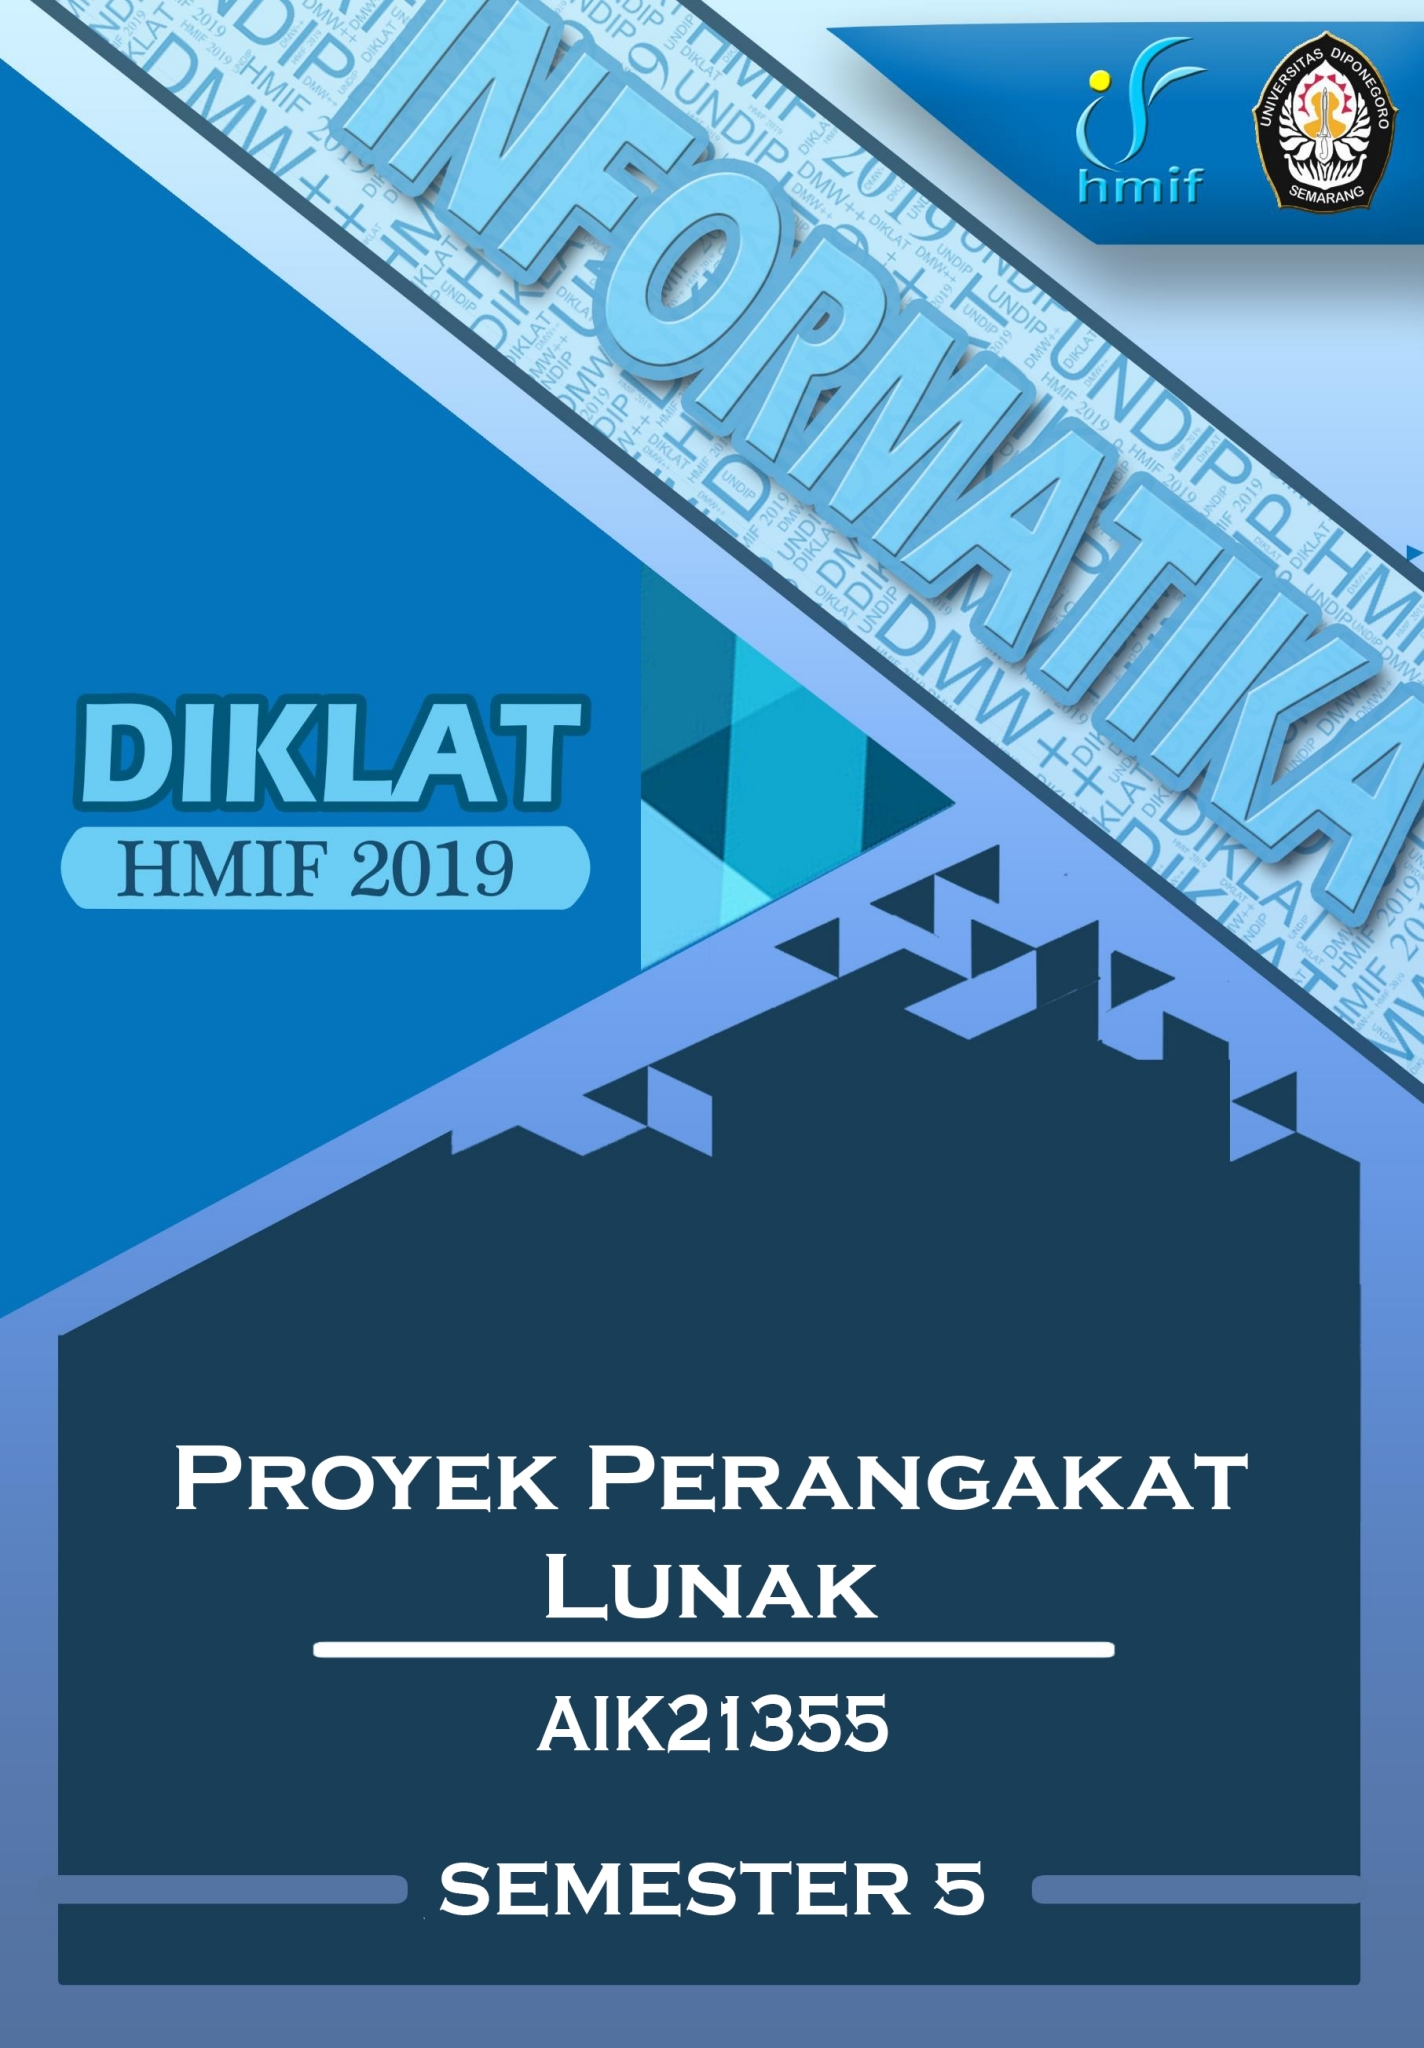 INFORMATIKA
hmif
UNIVERSITAS DIPONEGORO
SEMARANG
DIKLAT
HMIF 2019
PROYEK PERANGAKAT
LUNAK
AIK21355
SEMESTER 5